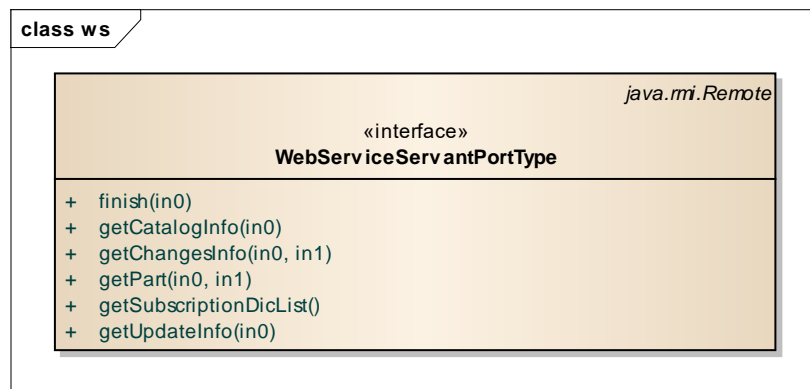 class ws
java.rmi.Remote
«interface»
WebServiceServantPortType
+ finish(in0)
+ getCatalogInfo(in0)
+ getChangesInfo(in0, in1)
+ getPart(in0, in1)
+ getSubscriptionDicList()
+ getUpdateInfo(in0)